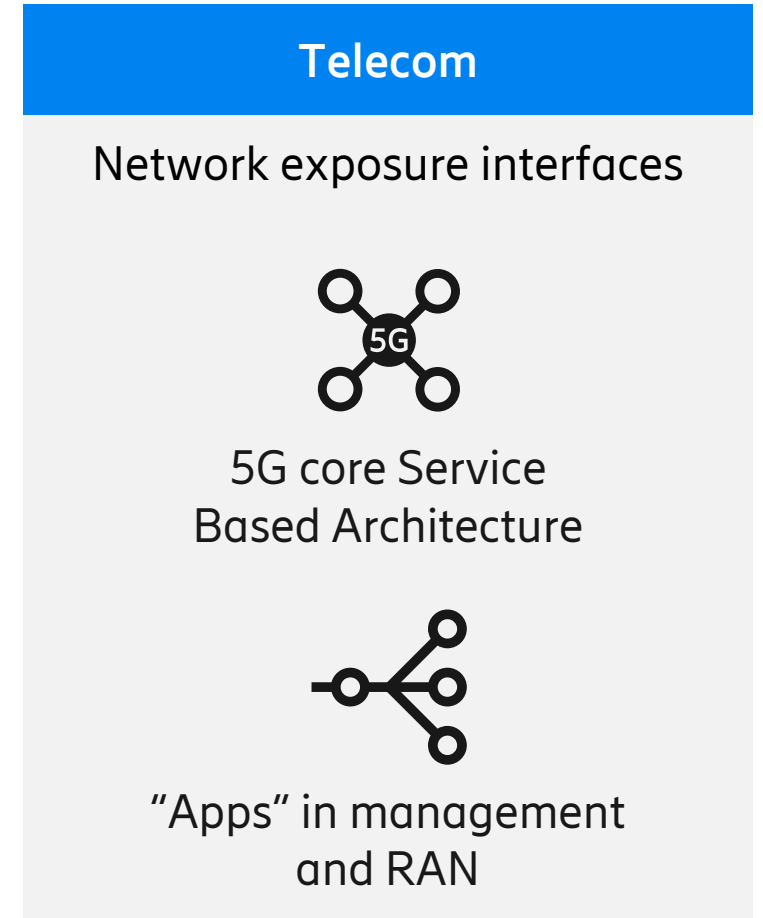 Telecom
Network exposure interfaces
5G
5G core Service
Based Architecture
“Apps” in management
and RAN